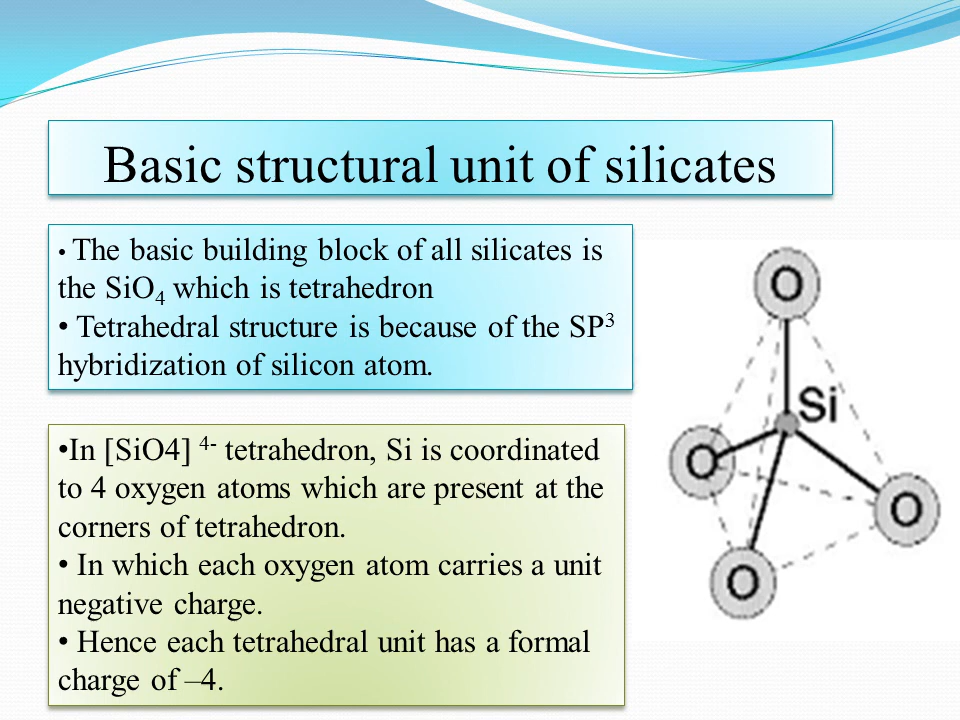 Basic structural unit of silicates
• The basic building block of all silicates is
the SiO4 which is tetrahedron
• Tetrahedral structure is because of the SP3
hybridization of silicon atom.
•In [SiO4] 4- tetrahedron, Si is coordinated
to 4 oxygen atoms which are present at the
corners of tetrahedron.
• In which each oxygen atom carries a unit
negative charge.
• Hence each tetrahedral unit has a formal
charge of –4.
O
Si
O
O
O